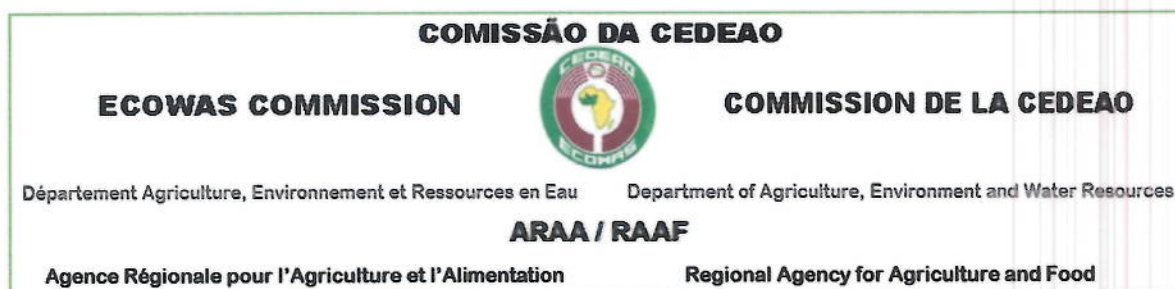 COMISSÃO DA CEDEAO
ECOWAS COMMISSION
CEDEAO
ECOWAS
COMMISSION DE LA CEDEAO
Département Agriculture, Environnement et Ressources en Eau
Department of Agriculture, Environment and Water Resources
ARAA / RAAF
Agence Régionale pour l'Agriculture et l'Alimentation
Regional Agency for Agriculture and Food